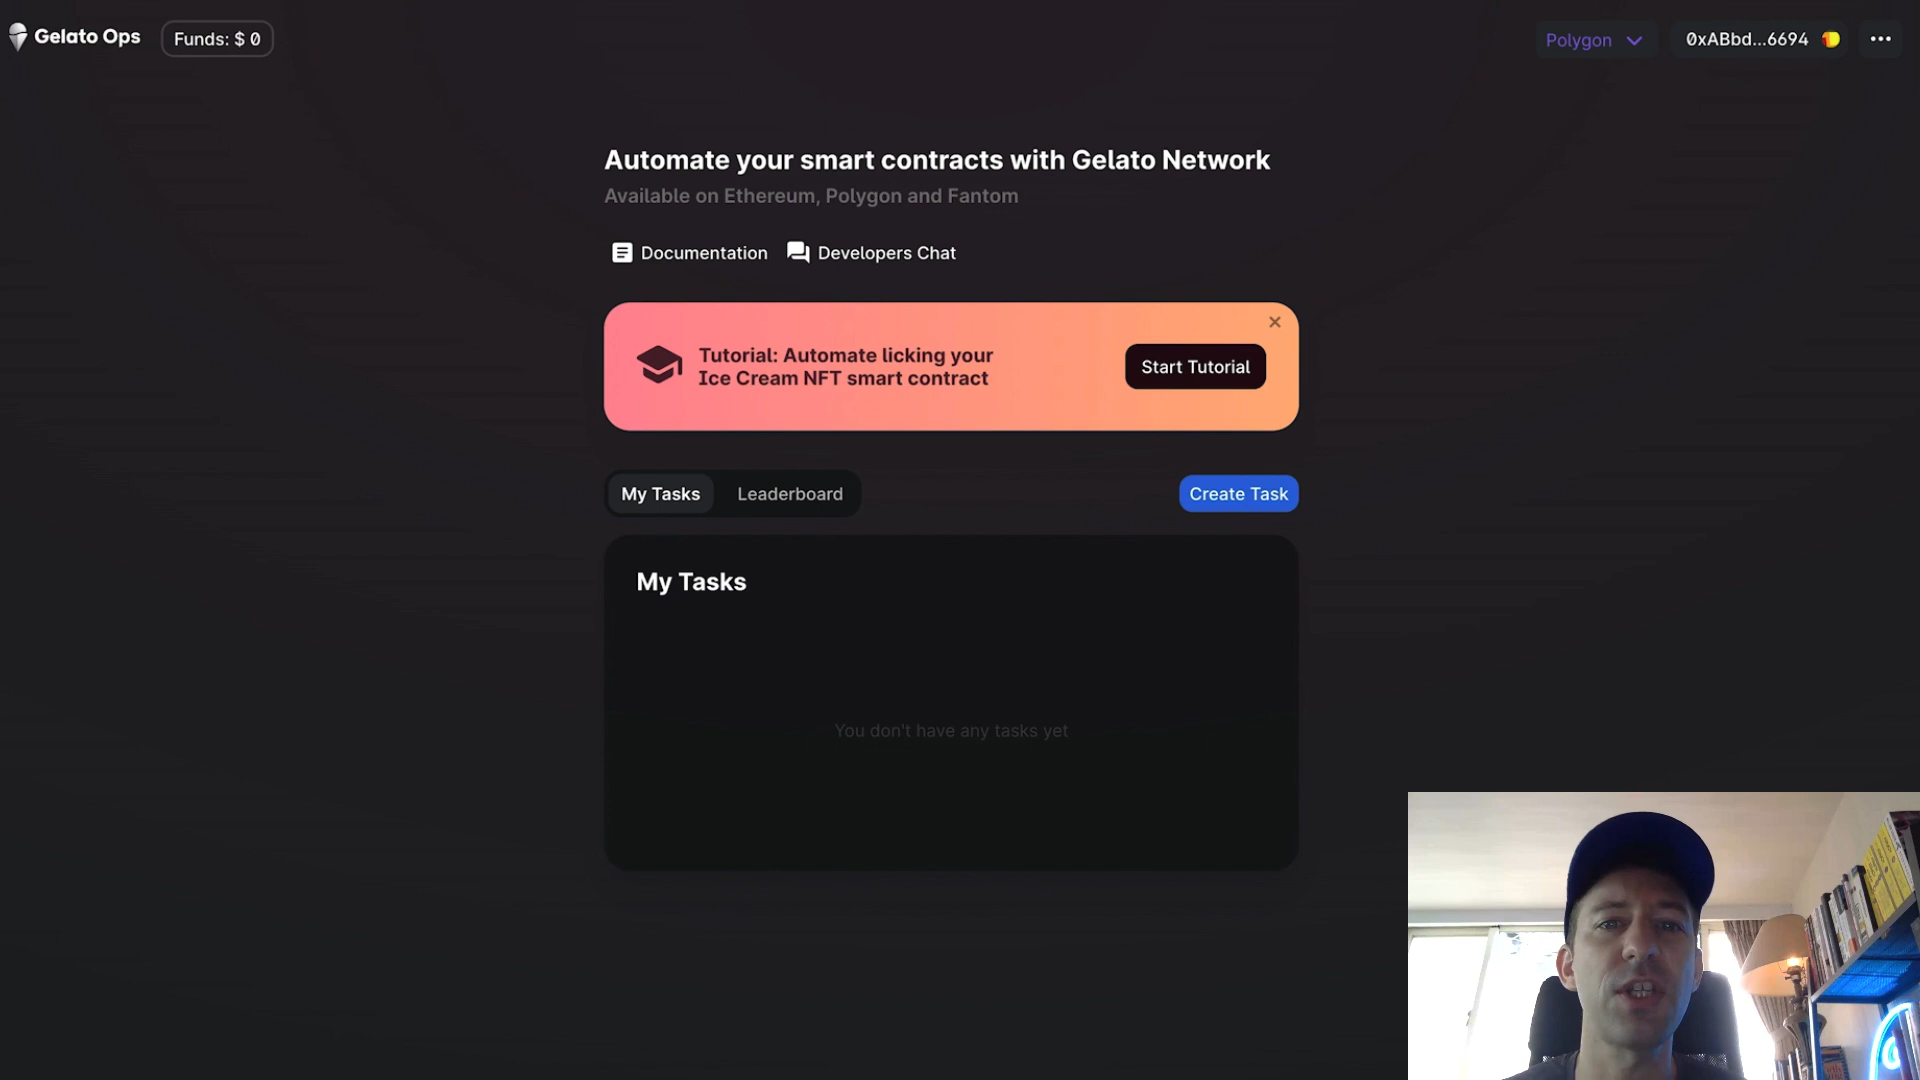 Gelato Ops
Funds: $ 0
Polygon
0xABbd...6694
Automate your smart contracts with Gelato Network
Available on Ethereum, Polygon and Fantom
Documentation
Developers Chat
Tutorial: Automate licking your
Ice Cream NFT smart contract
Start Tutorial
My Tasks
Leaderboard
Create Task
My Tasks
You don't have any tasks yet